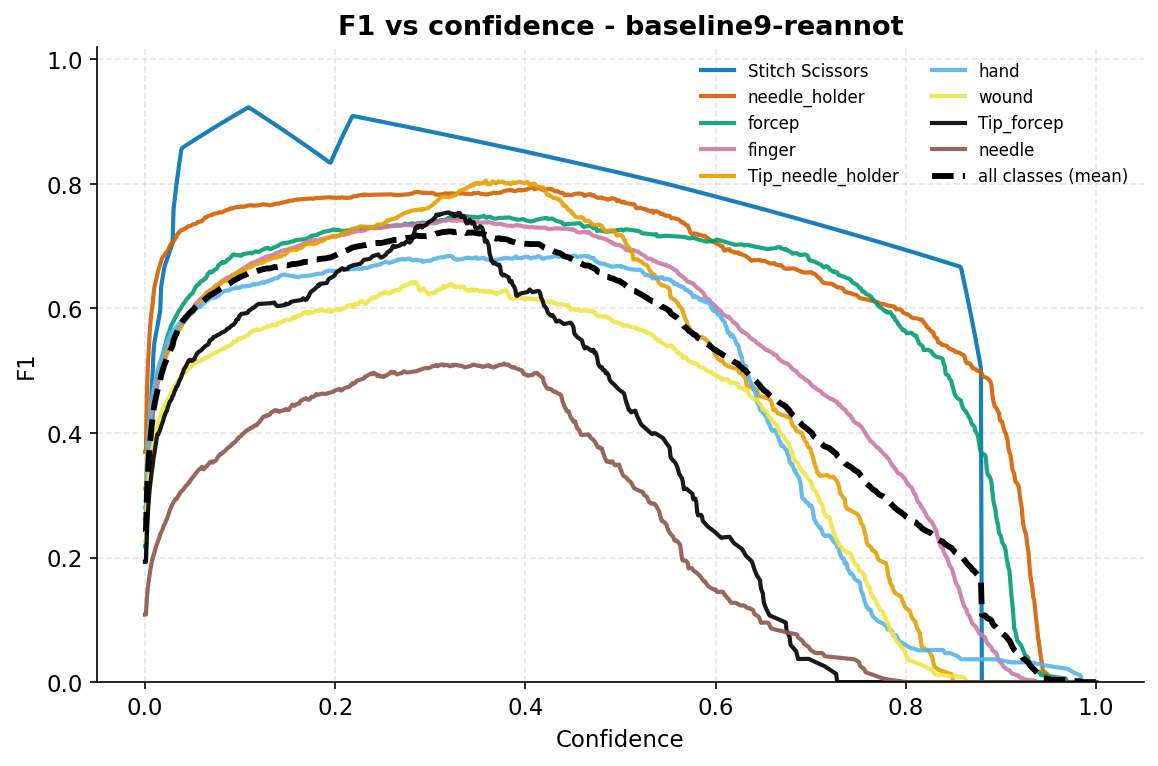 F1 vs confidence - baseline9-reannot
1.0
0.8
0.6
0.4
0.2
0.0
F1
Stitch Scissors
needle_holder
forcep
finger
Tip_needle_holder
hand
wound
Tip_forcep
needle
all classes (mean)
0.0 0.2 0.4 0.6 0.8 1.0
Confidence